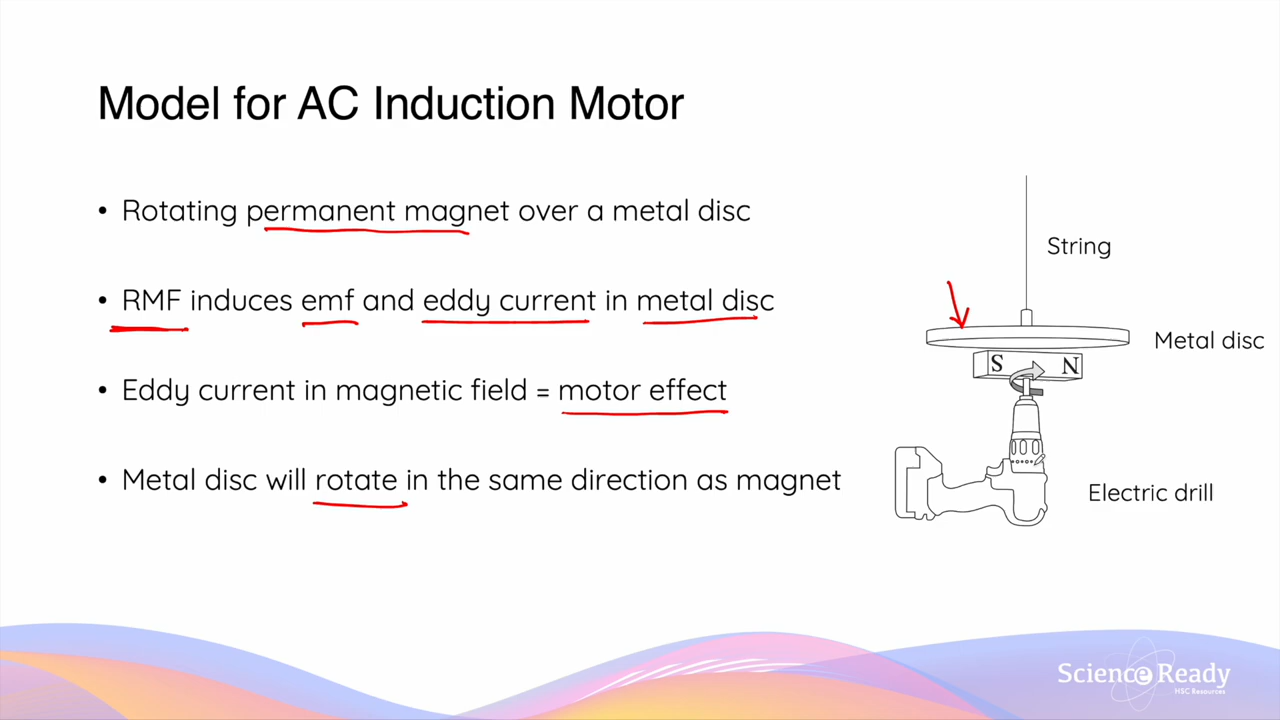 Model for AC Induction Motor
• Rotating permanent magnet over a metal disc
• RMF induces emf and eddy current in metal disc
• Eddy current in magnetic field = motor effect
• Metal disc will rotate in the same direction as magnet
String
Metal disc
S N
Electric drill
Science Ready
HSC Resources